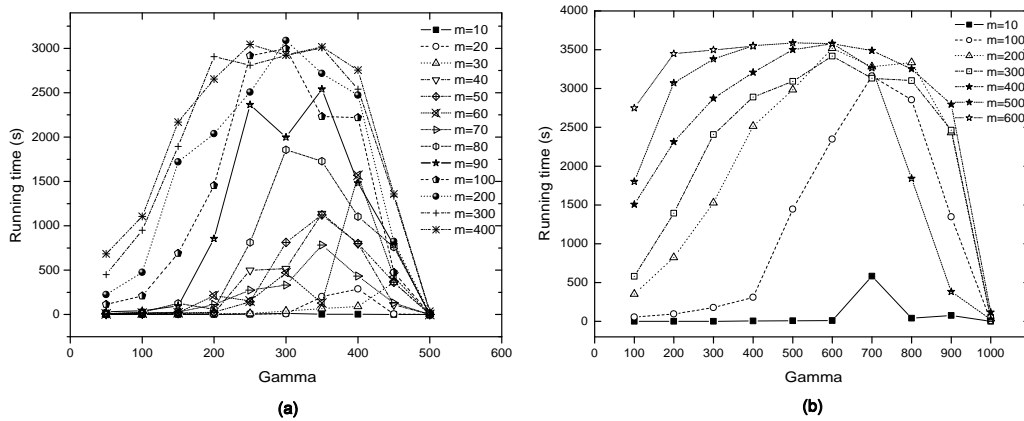 (a)
3000
2500
2000
1500
1000
500
0
Running time (s)
0 100 200 300 400 500 600
Gamma
m=10
m=20
m=30
m=40
m=50
m=60
m=70
m=80
m=90
m=100
m=200
m=300
m=400
(a)
b)
4000
3500
3000
2500
2000
1500
3500
1000
500
0
Running time (s)
0 100 200 300 400 500 600 700 800 900 1000
Gamma
m=10
m=100
m=200
m=300
m=400
m=500
m=600
(b)